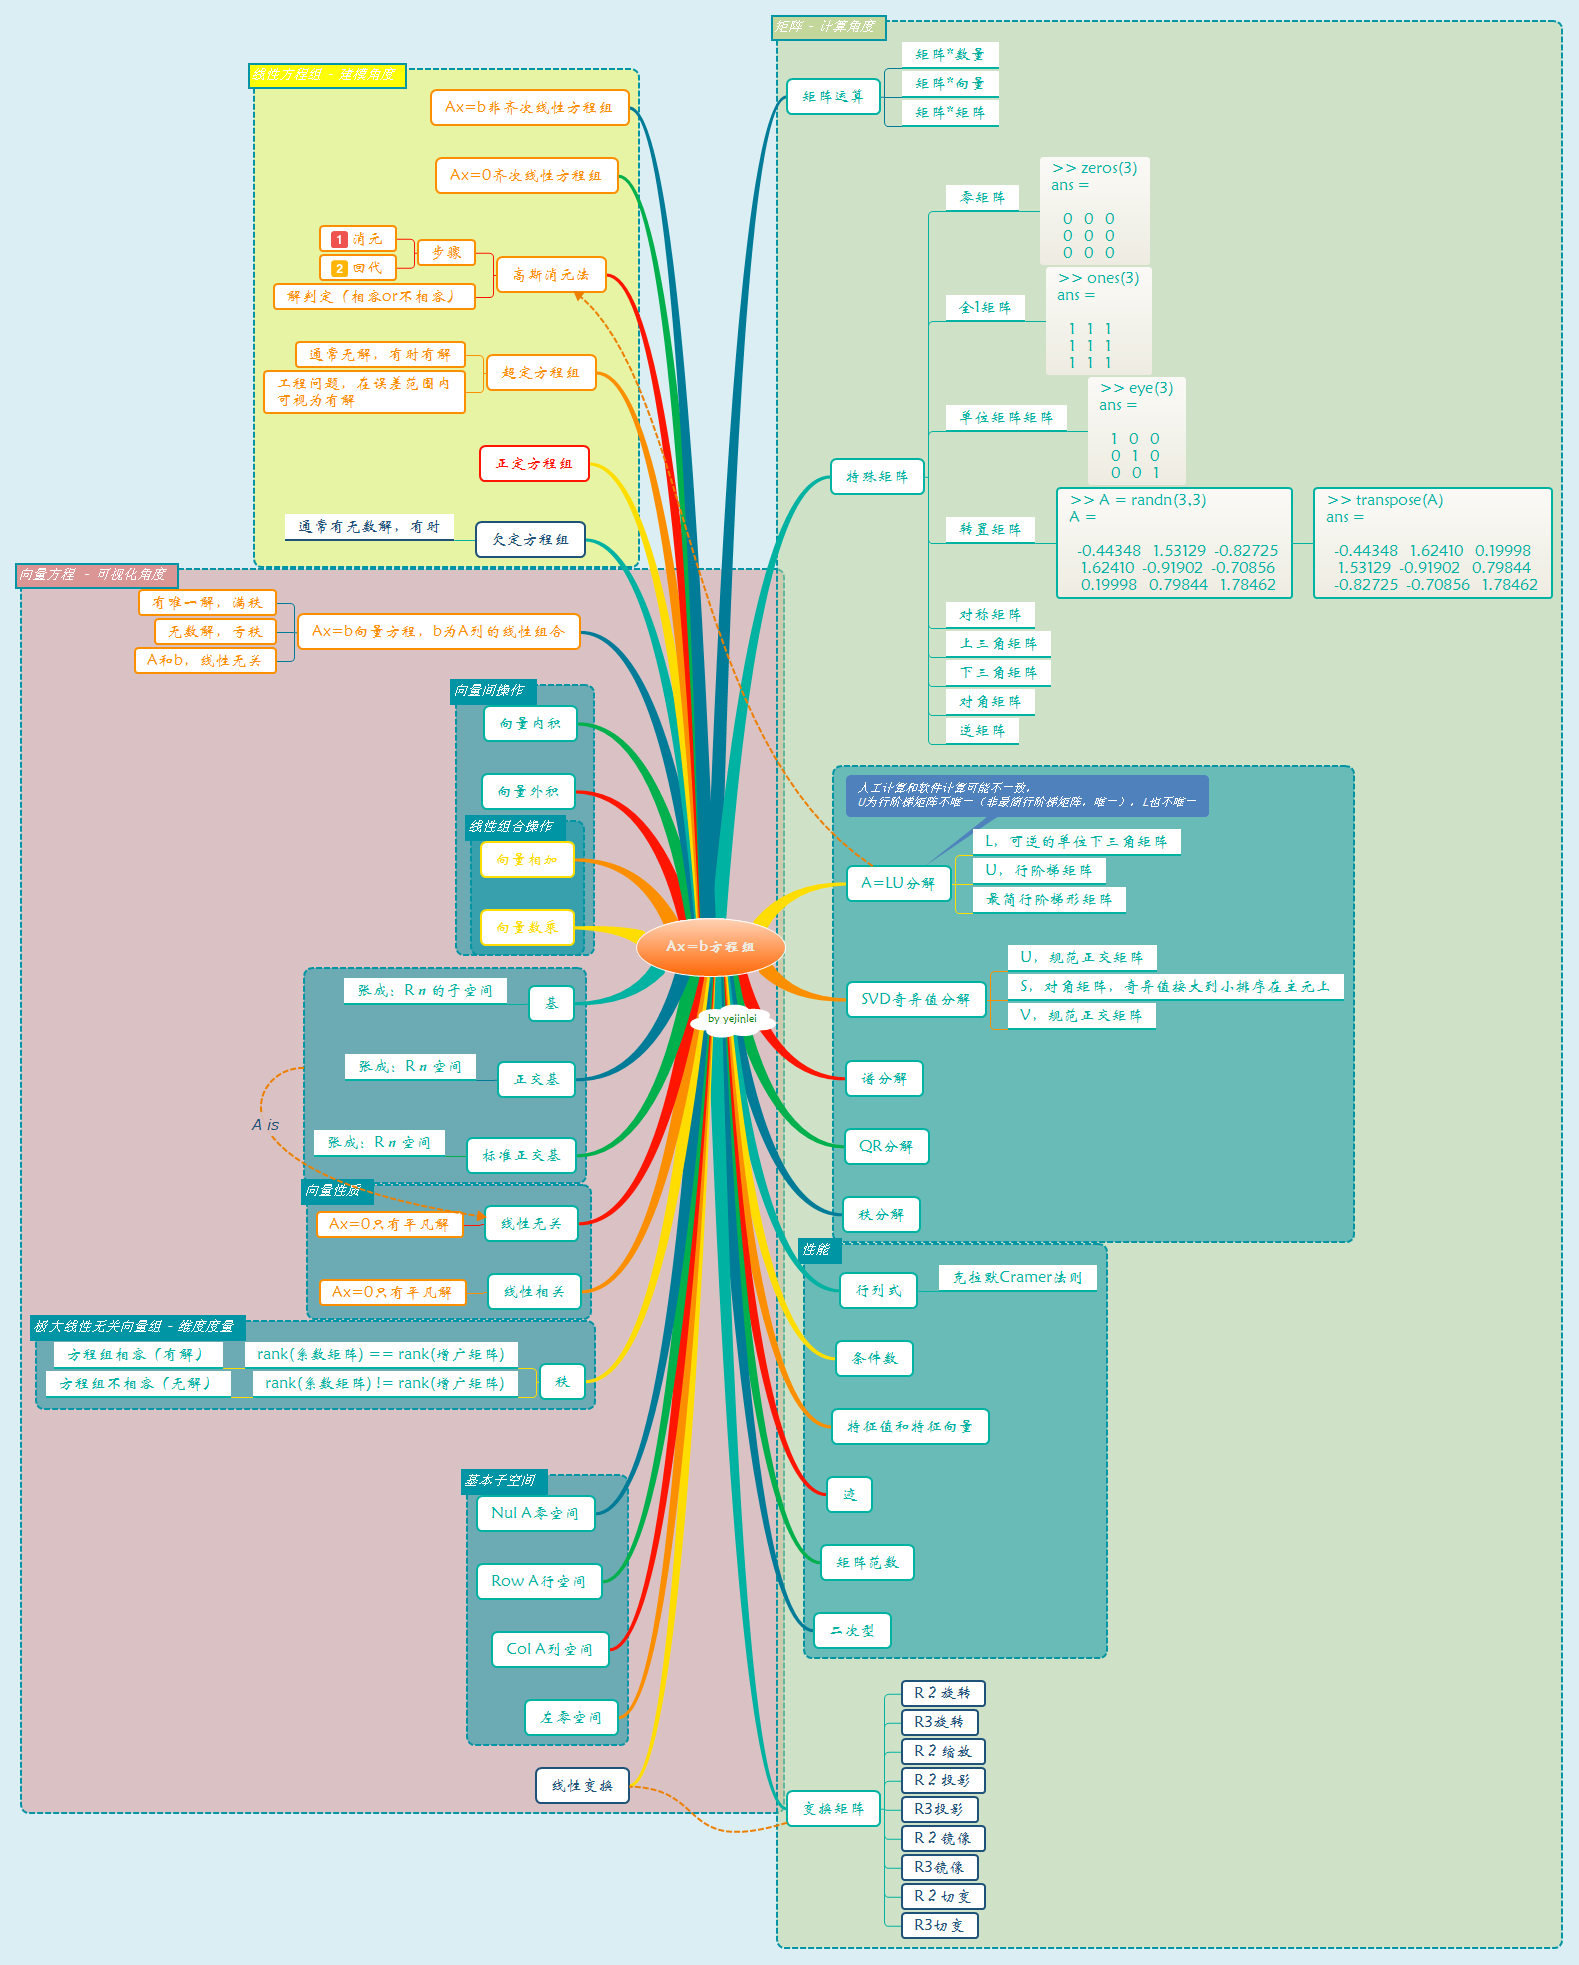 线性方程组 - 结构角度
Ax=b非齐次线性方程组
Ax=0齐次线性方程组
高斯消元法
步骤
1 消元
2 回代
解判定（相容or不相容）
超定方程组
通常无解，有时有解
工程问题，在误差范围内
可视为有解
正定方程组
欠定方程组
通常有无数解，有时
向量方程 - 可视化角度
Ax=b向量方程，b为A列的线性组合
有唯一解，满秩
无数解，亏秩
A和b，线性无关
向量间操作
向量内积
向量外积
线性组合操作
向量相加
向量数乘
基
张成：R n 的子空间
正交基
张成：R n 空间
标准正交基
张成：R n 空间
A is
向量性质
线性无关
Ax=0只有平凡解
线性相关
Ax=0只有平凡解
极大线性无关向量组 - 维度度量
秩
rank(系数矩阵) == rank(增广矩阵)
方程组相容（有解）
rank(系数矩阵) != rank(增广矩阵)
方程组不相容（无解）
基本子空间
Nul A零空间
Row A行空间
Col A列空间
左零空间
线性变换
Ax=b方程组
by yejinlei
矩阵 - 计算角度
矩阵运算
矩阵*数量
矩阵*向量
矩阵*矩阵
特殊矩阵
零矩阵
>> zeros(3)
ans =
0 0 0
0 0 0
0 0 0
全1矩阵
>> ones(3)
ans =
1 1 1
1 1 1
1 1 1
单位矩阵矩阵
>> eye(3)
ans =
1 0 0
0 1 0
0 0 1
转置矩阵
>> A = randn(3,3)
A =
-0.44348 1.53129 -0.82725
1.62410 -0.91902 -0.70856
0.19998 0.79844 1.78462
>> transpose(A)
ans =
-0.44348 1.62410 0.19998
1.53129 -0.91902 0.79844
-0.82725 -0.70856 1.78462
对称矩阵
上三角矩阵
下三角矩阵
对角矩阵
逆矩阵
人工计算和软件计算可能不一致，
U为行阶梯矩阵不唯一（非最简行阶梯矩阵，唯一），L也不唯一
A=LU分解
L，可逆的单位下三角矩阵
U，行阶梯矩阵
最简行阶梯形矩阵
SVD奇异值分解
U，规范正交矩阵
S，对角矩阵，奇异值按大到小排序在主元上
V，规范正交矩阵
谱分解
QR分解
秩分解
性能
行列式
克拉默Cramer法则
条件数
特征值和特征向量
迹
矩阵范数
二次型
变换矩阵
R 2 旋转
R3旋转
R 2 缩放
R 2 投影
R3投影
R 2 镜像
R3镜像
R 2 切变
R3切变